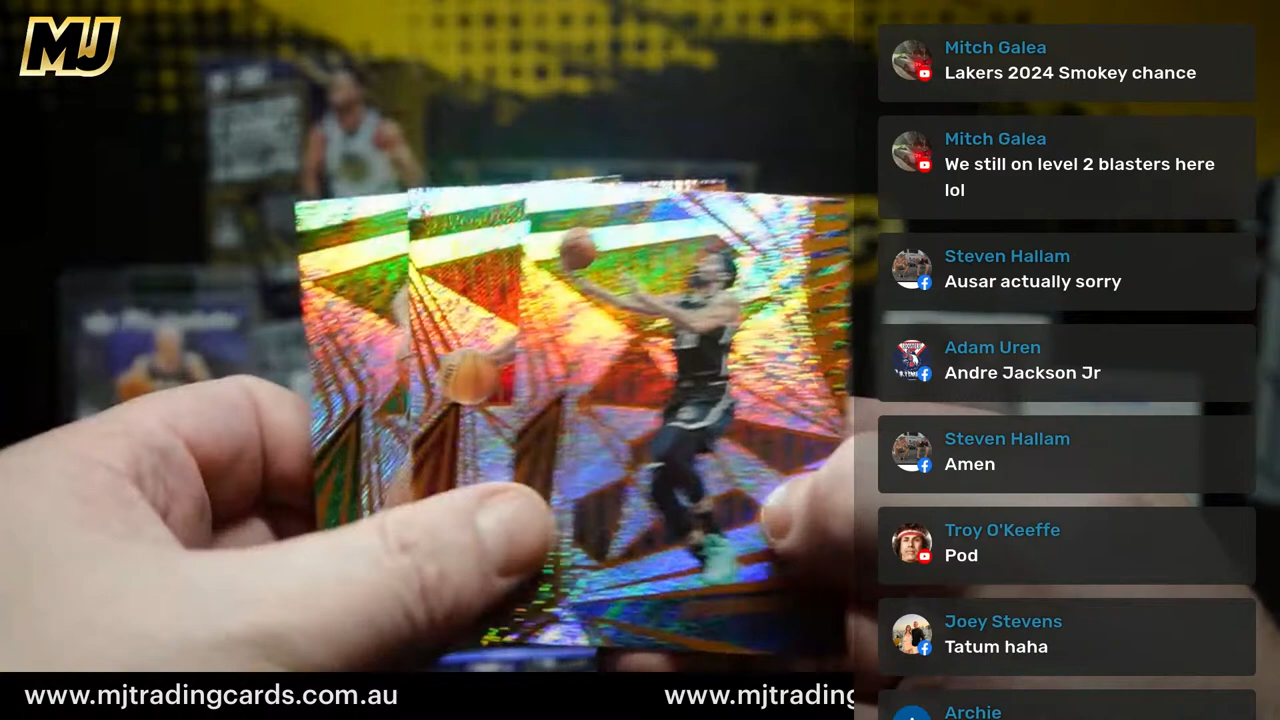 MJ
Mitch Galea
Lakers 2024 Smokey chance
Mitch Galea
We still on level 2 blasters here
lol
Steven Hallam
Ausar actually sorry
Adam Uren
Andre Jackson Jr
Steven Hallam
Amen
Troy O'Keeffe
Pod
Joey Stevens
Tatum haha
Archie
www.mjtradingcards.com.au
www.mjtrading